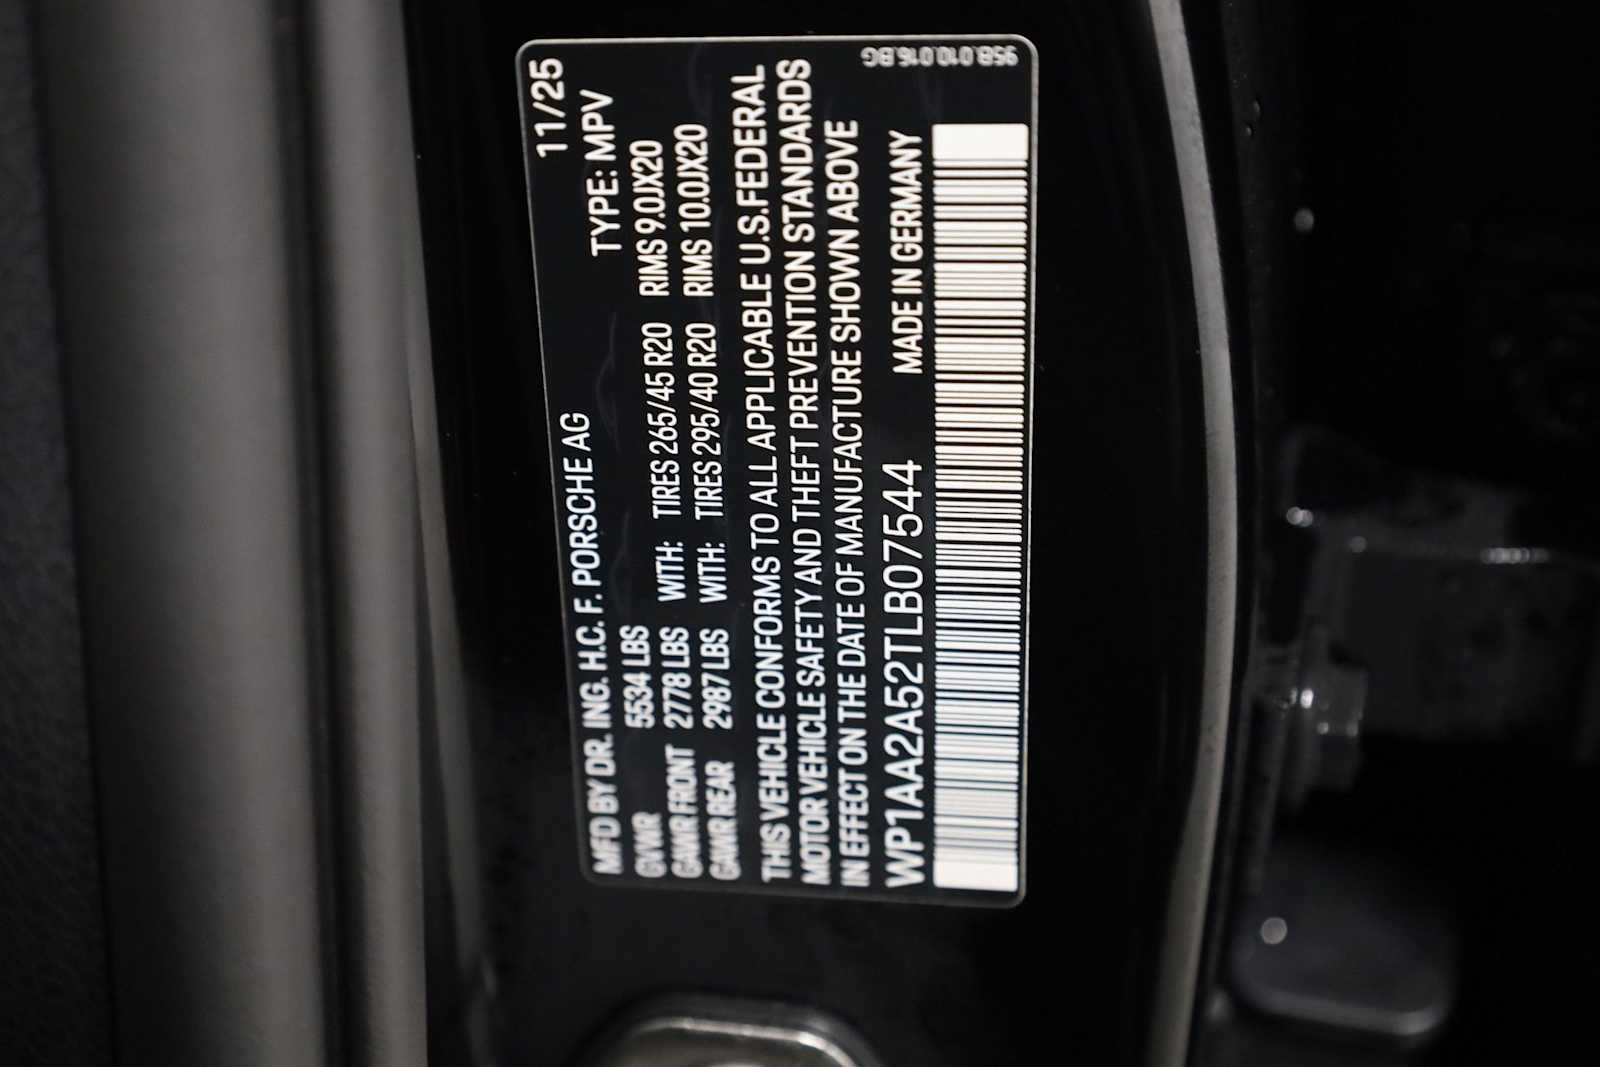 11/25
MFD BY DR. ING. H.C. F. PORSCHE AG TYPE: MPV
GVWR 5534 LBS WITH: TIRES 265/45 R20 RIMS 9.0JX20
GAWR FRONT 2778 LBS WITH: TIRES 295/40 R20 RIMS 10.0JX20
GAWR REAR 2987 LBS
THIS VEHICLE CONFORMS TO ALL APPLICABLE U.S.FEDERAL
MOTOR VEHICLE SAFETY AND THEFT PREVENTION STANDARDS
IN EFFECT ON THE DATE OF MANUFACTURE SHOWN ABOVE
WP1AA2A52TLB07544 MADE IN GERMANY
95B.010.016.BG